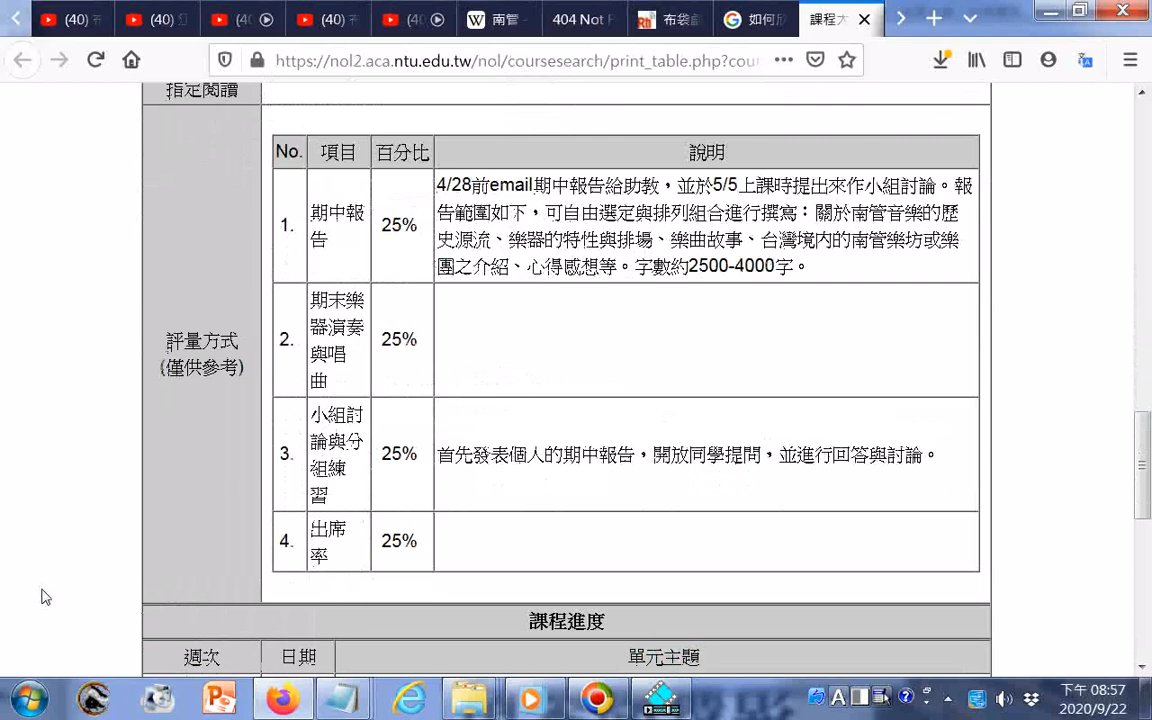 (40)
(40)
(40)
(40)
(40)
南管
404 Not F
布袋
如何
課程大
https://nol2.aca.ntu.edu.tw/nol/coursesearch/print_table.php?cou
指定閱讀
No. 項目 百分比 說明
1. 期中報告 25%
4/28前email期中報告給助教，並於5/5上課時提出來作小組討論。報
告範圍如下，可自由選定與排列組合進行撰寫：關於南管音樂的歷
史源流、樂器的特性與排場、樂曲故事、台灣境內的南管樂坊或樂
團之介紹、心得感想等。字數約2500-4000字。
評量方式
(僅供參考)
2. 期末樂器演奏與唱曲 25%
3. 小組討論與分組練習 25% 首先發表個人的期中報告，開放同學提問，並進行回答與討論。
4. 出席率 25%
課程進度
週次 日期 單元主題
下午 08:57
2020/9/22